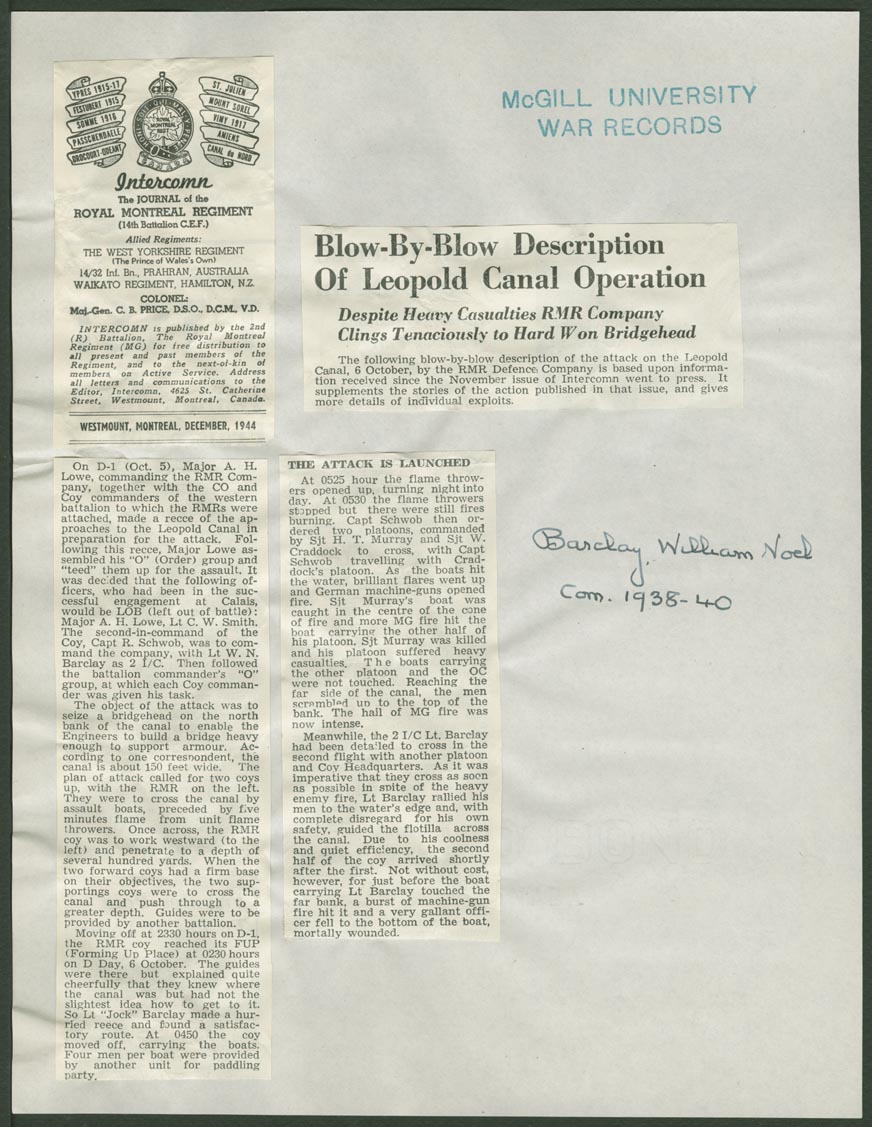 YPRES 1915-17
FESTUBERT 1915
SOMME 1916
PASSCHENDAELE
DROCOURT-QUEANT
ST. JULIEN
MOUNT SOREL
VIMY 1917
AMIENS
CANAL du NORD
HONI SOIT QUI MAL Y PENSE
ROYAL
MONTREAL
REGT
CANADA
Intercomn
The JOURNAL of the
ROYAL MONTREAL REGIMENT
(14th Battalion C.E.F.)
Allied Regiments:
THE WEST YORKSHIRE REGIMENT
(The Prince of Wales's Own)
14/32 Inf. Bn., PRAHRAN, AUSTRALIA
WAIKATO REGIMENT, HAMILTON, N.Z.
COLONEL:
Maj.-Gen. C. B. PRICE, D.S.O., D.C.M., V.D.
INTERCOMN is published by the 2nd
(R) Battalion, The Royal Montreal
Regiment (MG) for free distribution to
all present and past members of the
Regiment, and to the next-of-kin of
members on Active Service. Address
all letters and communications to the
Editor, Intercomn, 4625 St. Catherine
Street, Westmount, Montreal, Canada.
WESTMOUNT, MONTREAL, DECEMBER, 1944
McGILL UNIVERSITY
WAR RECORDS
Blow-By-Blow Description
Of Leopold Canal Operation
Despite Heavy Casualties RMR Company
Clings Tenaciously to Hard Won Bridgehead
The following blow-by-blow description of the attack on the Leopold
Canal, 6 October, by the RMR Defence Company is based upon informa-
tion received since the November issue of Intercomn went to press. It
supplements the stories of the action published in that issue, and gives
more details of individual exploits.
On D-1 (Oct. 5), Major A. H.
Lowe, commanding the RMR Com-
pany, together with the CO and
Coy commanders of the western
battalion to which the RMRs were
attached, made a recce of the ap-
proaches to the Leopold Canal in
preparation for the attack. Fol-
lowing this recce, Major Lowe as-
sembled his "O" (Order) group and
"teed" them up for the assault. It
was decided that the following of-
ficers, who had been in the suc-
cessful engagement at Calais,
would be LOB (left out of battle):
Major A. H. Lowe, Lt C. W. Smith.
The second-in-command of the
Coy, Capt R. Schwob, was to com-
mand the company, with Lt W. N.
Barclay as 2 I/C. Then followed
the battalion commander's "O"
group, at which each Coy comman-
der was given his task.
The object of the attack was to
seize a bridgehead on the north
bank of the canal to enable the
Engineers to build a bridge heavy
enough to support armour. Ac-
cording to one correspondent, the
canal is about 150 feet wide. The
plan of attack called for two coys
up, with the RMR on the left.
They were to cross the canal by
assault boats, preceded by five
minutes flame from unit flame
throwers. Once across, the RMR
coy was to work westward (to the
left) and penetrate to a depth of
several hundred yards. When the
two forward coys had a firm base
on their objectives, the two sup-
portings coys were to cross the
canal and push through to a
greater depth. Guides were to be
provided by another battalion.
Moving off at 2330 hours on D-1,
the RMR coy reached its FUP
(Forming Up Place) at 0230 hours
on D Day, 6 October. The guides
were there but explained quite
cheerfully that they knew where
the canal was but had not the
slightest idea how to get to it.
So Lt "Jock" Barclay made a hur-
ried reece and found a satisfac-
tory route. At 0450 the coy
moved off, carrying the boats.
Four men per boat were provided
by another unit for paddling
party.
THE ATTACK IS LAUNCHED
At 0525 hour the flame throw-
ers opened up, turning night into
day. At 0530 the flame throwers
stopped but there were still fires
burning. Capt Schwob then or-
dered two platoons, commanded
by Sjt H. T. Murray and Sjt W.
Craddock to cross, with Capt
Schwob travelling with Crad-
dock's platoon. As the boats hit
the water, brilliant flares went up
and German machine-guns opened
fire. Sjt Murray's boat was
caught in the centre of the cone
of fire and more MG fire hit the
boat carrying the other half of
his platoon. Sjt Murray was killed
and his platoon suffered heavy
casualties. The boats carrying
the other platoon and the OC
were not touched. Reaching the
far side of the canal, the men
scrambled up to the top of the
bank. The hail of MG fire was
now intense.
Meanwhile, the 2 I/C Lt. Barclay
had been detailed to cross in the
second flight with another platoon
and Coy Headquarters. As it was
imperative that they cross as soon
as possible in spite of the heavy
enemy fire, Lt Barclay rallied his
men to the water's edge and, with
complete disregard for his own
safety, guided the flotilla across
the canal. Due to his coolness
and quiet efficiency, the second
half of the coy arrived shortly
after the first. Not without cost,
however, for just before the boat
carrying Lt Barclay touched the
far bank, a burst of machine-gun
fire hit it and a very gallant offi-
cer fell to the bottom of the boat,
mortally wounded.
Barclay, William Noel
Com. 1938-40